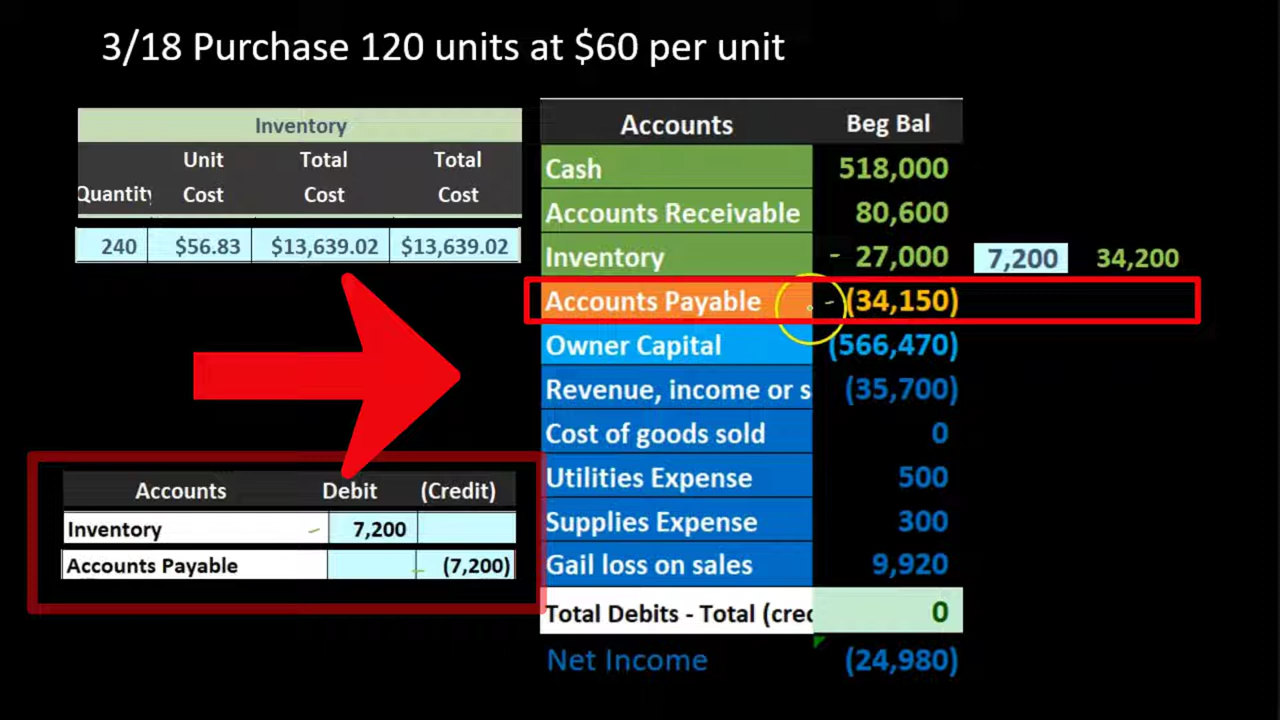 3/18 Purchase 120 units at $60 per unit
Inventory
Quantity Unit Cost Total Cost Total Cost
240 $56.83 $13,639.02 $13,639.02
Accounts Debit (Credit)
Inventory 7,200
Accounts Payable (7,200)
Accounts Beg Bal
Cash 518,000
Accounts Receivable 80,600
Inventory 27,000 7,200 34,200
Accounts Payable (34,150)
Owner Capital (566,470)
Revenue, income or s (35,700)
Cost of goods sold 0
Utilities Expense 500
Supplies Expense 300
Gail loss on sales 9,920
Total Debits - Total (cred 0
Net Income (24,980)